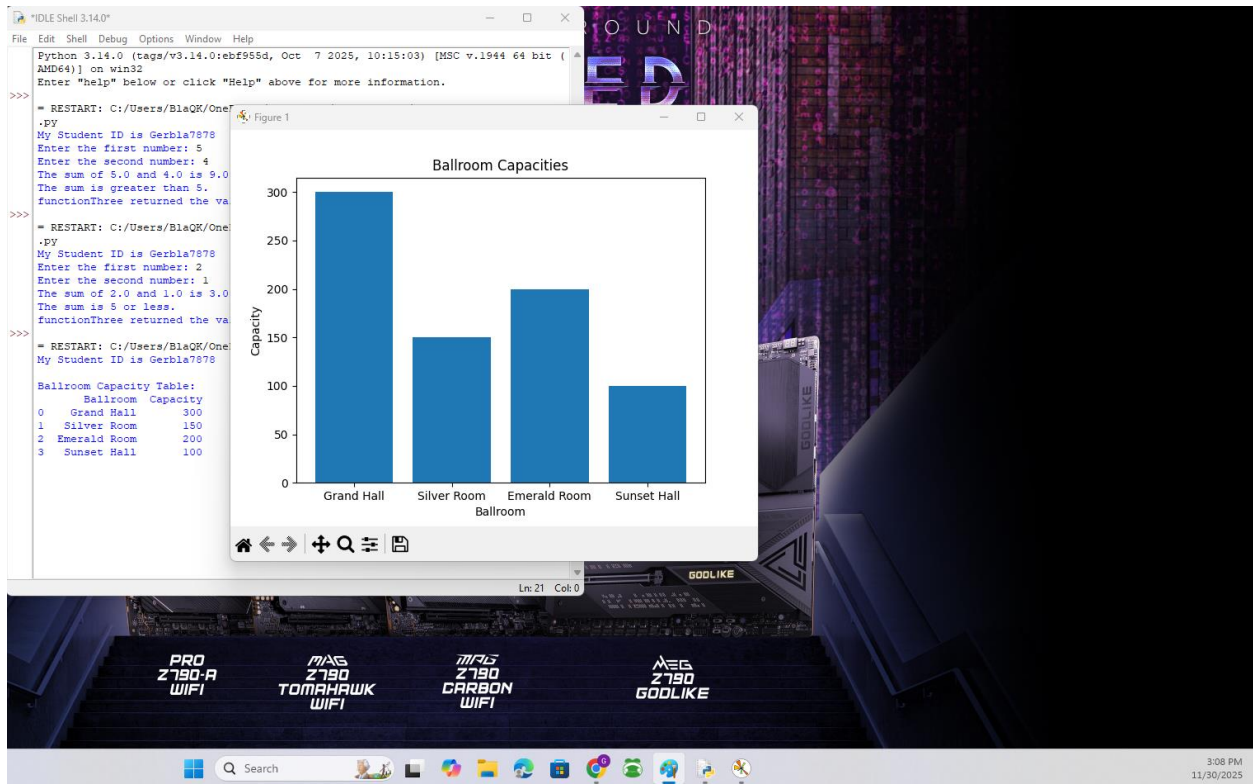 *IDLE Shell 3.14.0*
File Edit Shell Debug Options Window Help
Python 3.14.0 (tags/v3.14.0:ebf955d, Oct 7 2025, 10:15:03) [MSC v.1944 64 bit (
AMD64)] on win32
Enter "help" below or click "Help" above for more information.
>>>
= RESTART: C:/Users/BlaQK/One
.py
My Student ID is Gerbla7878
Enter the first number: 5
Enter the second number: 4
The sum of 5.0 and 4.0 is 9.0
The sum is greater than 5.
functionThree returned the va
>>>
= RESTART: C:/Users/BlaQK/One
.py
My Student ID is Gerbla7878
Enter the first number: 2
Enter the second number: 1
The sum of 2.0 and 1.0 is 3.0
The sum is 5 or less.
functionThree returned the va
>>>
= RESTART: C:/Users/BlaQK/One
My Student ID is Gerbla7878
Ballroom Capacity Table:
Ballroom Capacity
0 Grand Hall 300
1 Silver Room 150
2 Emerald Room 200
3 Sunset Hall 100
Ln: 21 Col: 0
Figure 1
Ballroom Capacities
300
250
200
150
100
50
0
Capacity
Grand Hall Silver Room Emerald Room Sunset Hall
Ballroom
ROUND
ED
GODLIKE
GODLIKE
PRO
Z790-A
WIFI
MAG
Z790
TOMAHAWK
WIFI
MPG
Z790
CARBON
WIFI
MEG
Z790
GODLIKE
Search
3:08 PM
11/30/2025